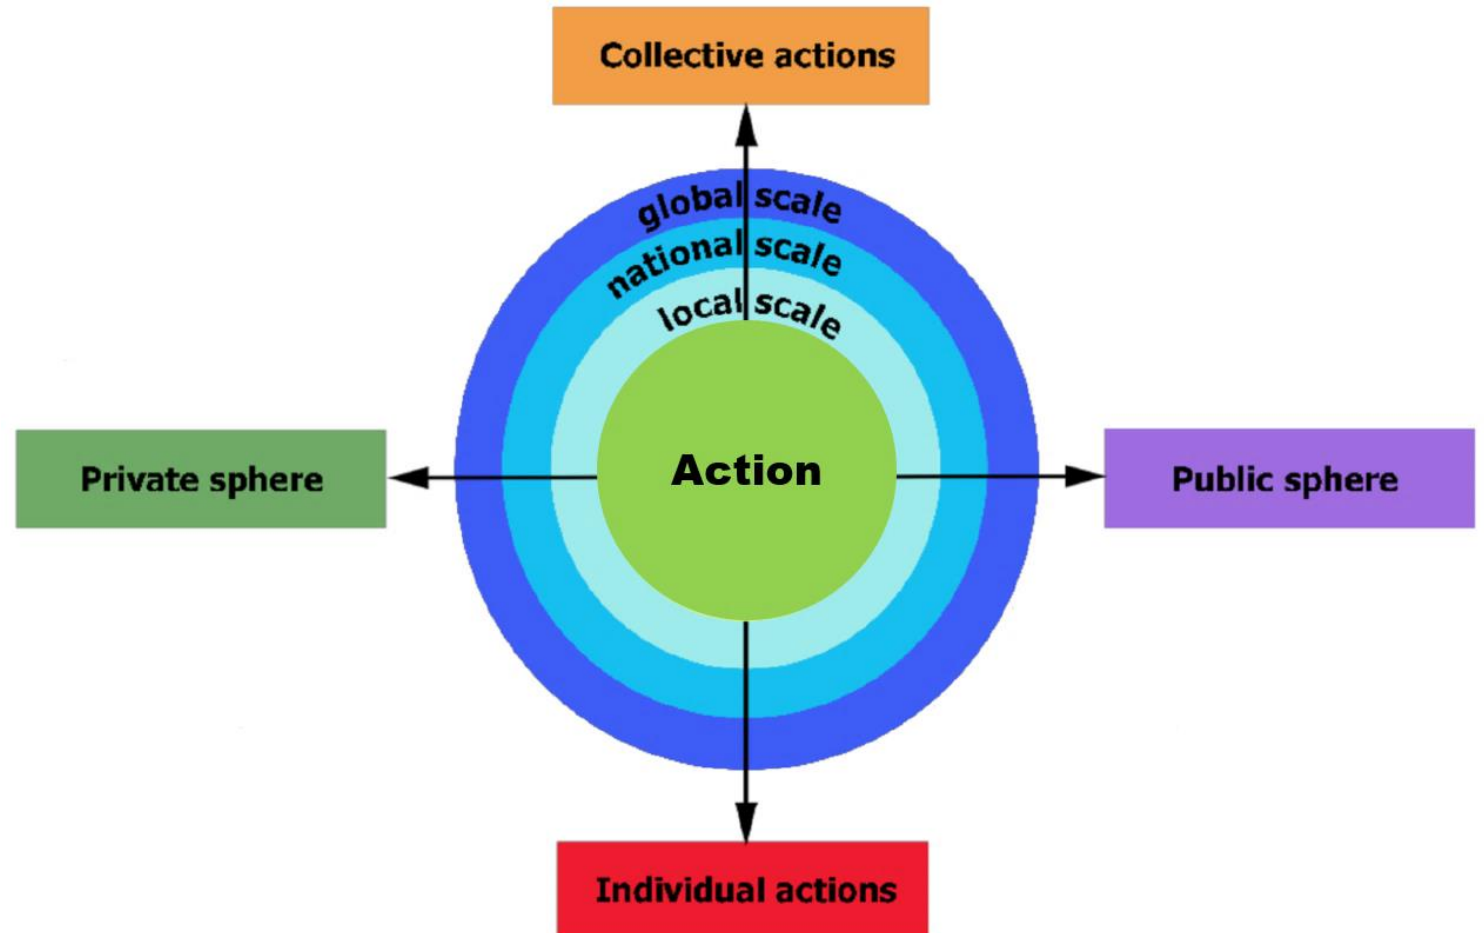 Collective actions
global scale
national scale
local scale
Private sphere
Action
Public sphere
Individual actions